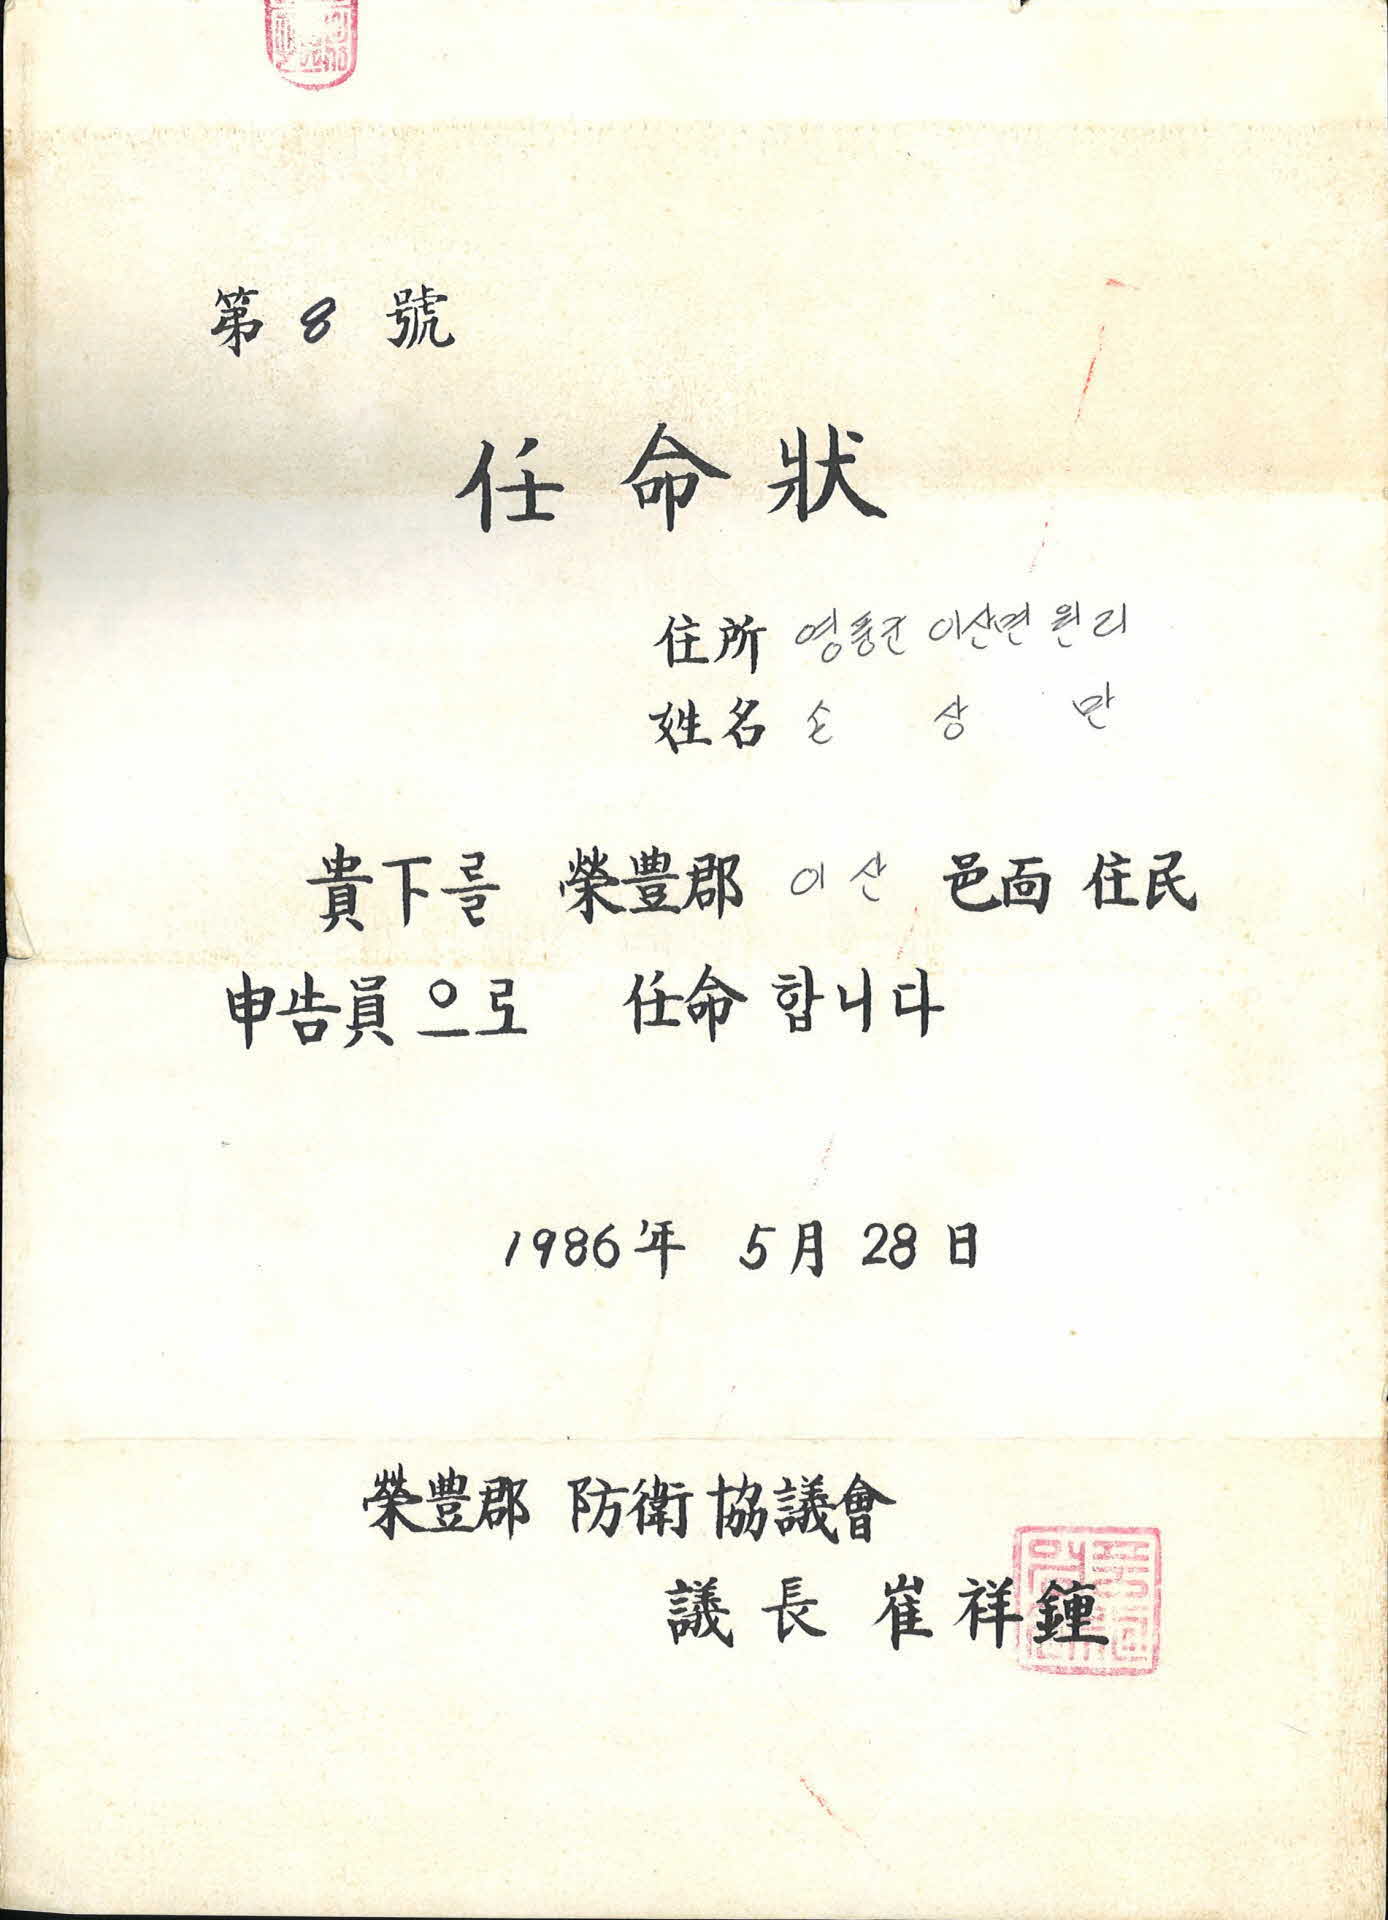 第 8 號
任命狀
住所 영풍군 이산면 원리
姓名 손 상 만
貴下를 榮豊郡 이산 邑面 住民
申告員으로 任命합니다
1986年 5月 28日
榮豊郡 防衛協議會
議長 崔祥鍾